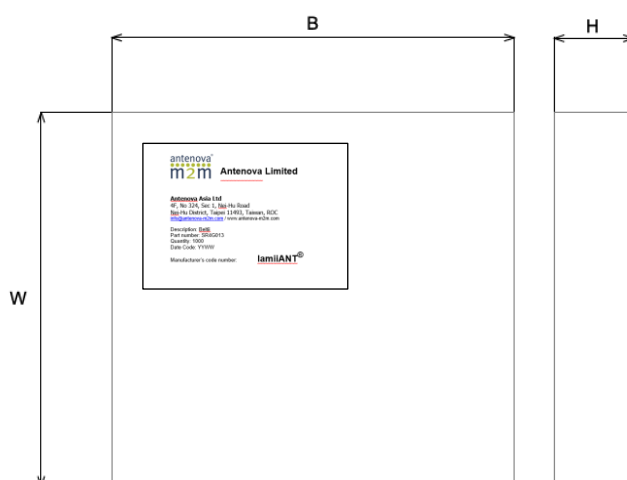 B
H
W
antenova™
m2m Antenova Limited
Antenova Asia Ltd
4F, No 324, Sec 1, Nei-Hu Road
Nei-Hu District, Taipei 11493, Taiwan, ROC
info@antenova-m2m.com / www.antenova-m2m.com
Description: Belti
Part number: SR4G013
Quantity: 1000
Date Code: YYWW
Manufacturer's code number: lamiiANT®